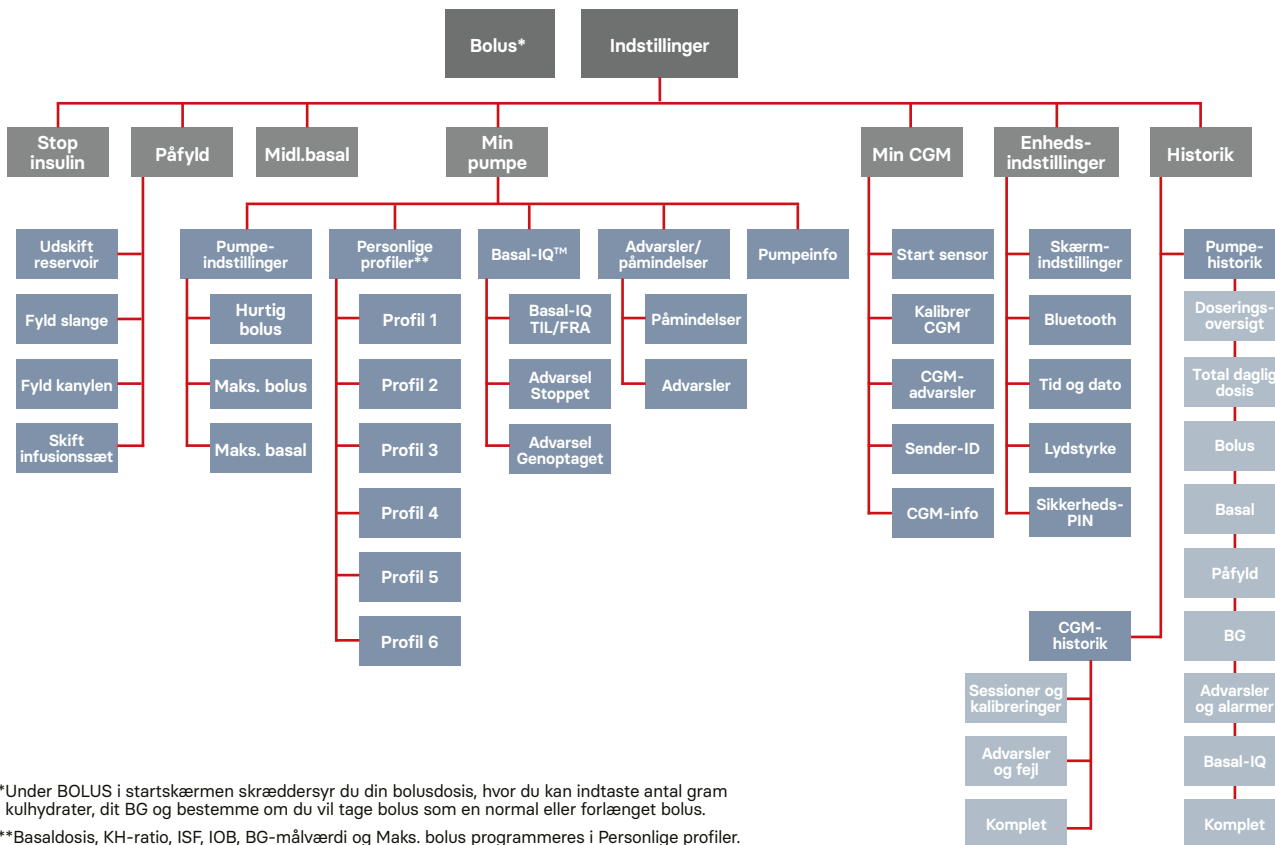 Bolus*
Indstillinger
Stop
insulin
Påfyld
Midl.basal
Min
pumpe
Min CGM
Enheds-
indstillinger
Historik
Udskift
reservoir
Fyld slange
Fyld kanylen
Skift
infusionssæt
Pumpe-
indstillinger
Hurtig
bolus
Maks. bolus
Maks. basal
Personlige
profiler**
Profil 1
Profil 2
Profil 3
Profil 4
Profil 5
Profil 6
Basal-IQ™
Basal-IQ
TIL/FRA
Advarsel
Stoppet
Advarsel
Genoptaget
Advarsler/
påmindelser
Påmindelser
Advarsler
Pumpeinfo
Start sensor
Kalibrer
CGM
CGM-
advarsler
Sender-ID
CGM-info
Skærm-
indstillinger
Bluetooth
Tid og dato
Lydstyrke
Sikkerheds-
PIN
Pumpe-
historik
Doserings-
oversigt
Total daglig
dosis
Bolus
Basal
Påfyld
BG
Advarsler
og alarmer
Basal-IQ
Komplet
CGM-
historik
Sessioner og
kalibreringer
Advarsler
og fejl
Komplet
*Under BOLUS i startskærmen skræddersyr du din bolusdosis, hvor du kan indtaste antal gram
kulhydrater, dit BG og bestemme om du vil tage bolus som en normal eller forlænget bolus.
**Basaldosis, KH-ratio, ISF, IOB, BG-målværdi og Maks. bolus programmeres i Personlige profiler.